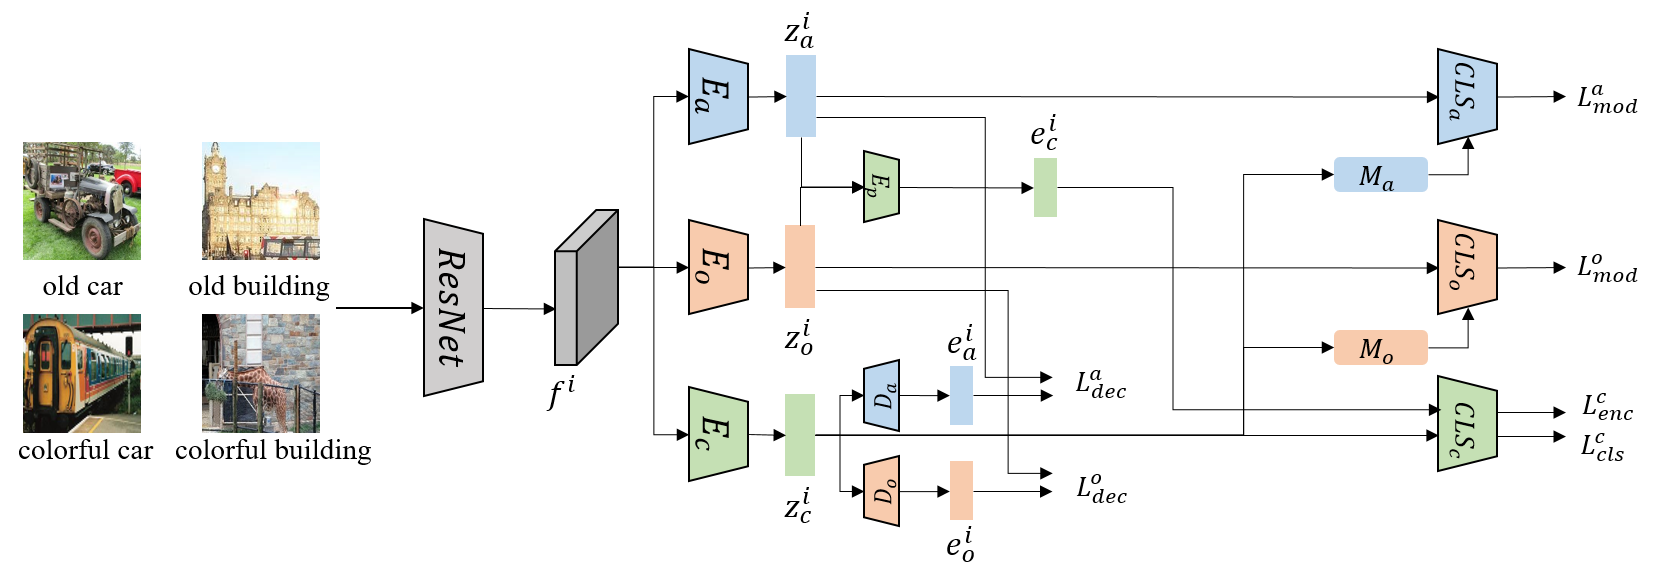 old car
old building
colorful car
colorful building
ResNet
f^i
E_a
z_a^i
E_o
z_o^i
E_c
z_c^i
E_p
e_c^i
D_a
e_a^i
D_o
e_o^i
L_{dec}^a
L_{dec}^o
M_a
M_o
CLS_a
CLS_o
CLS_c
L_{mod}^a
L_{mod}^o
L_{enc}^c
L_{cls}^c